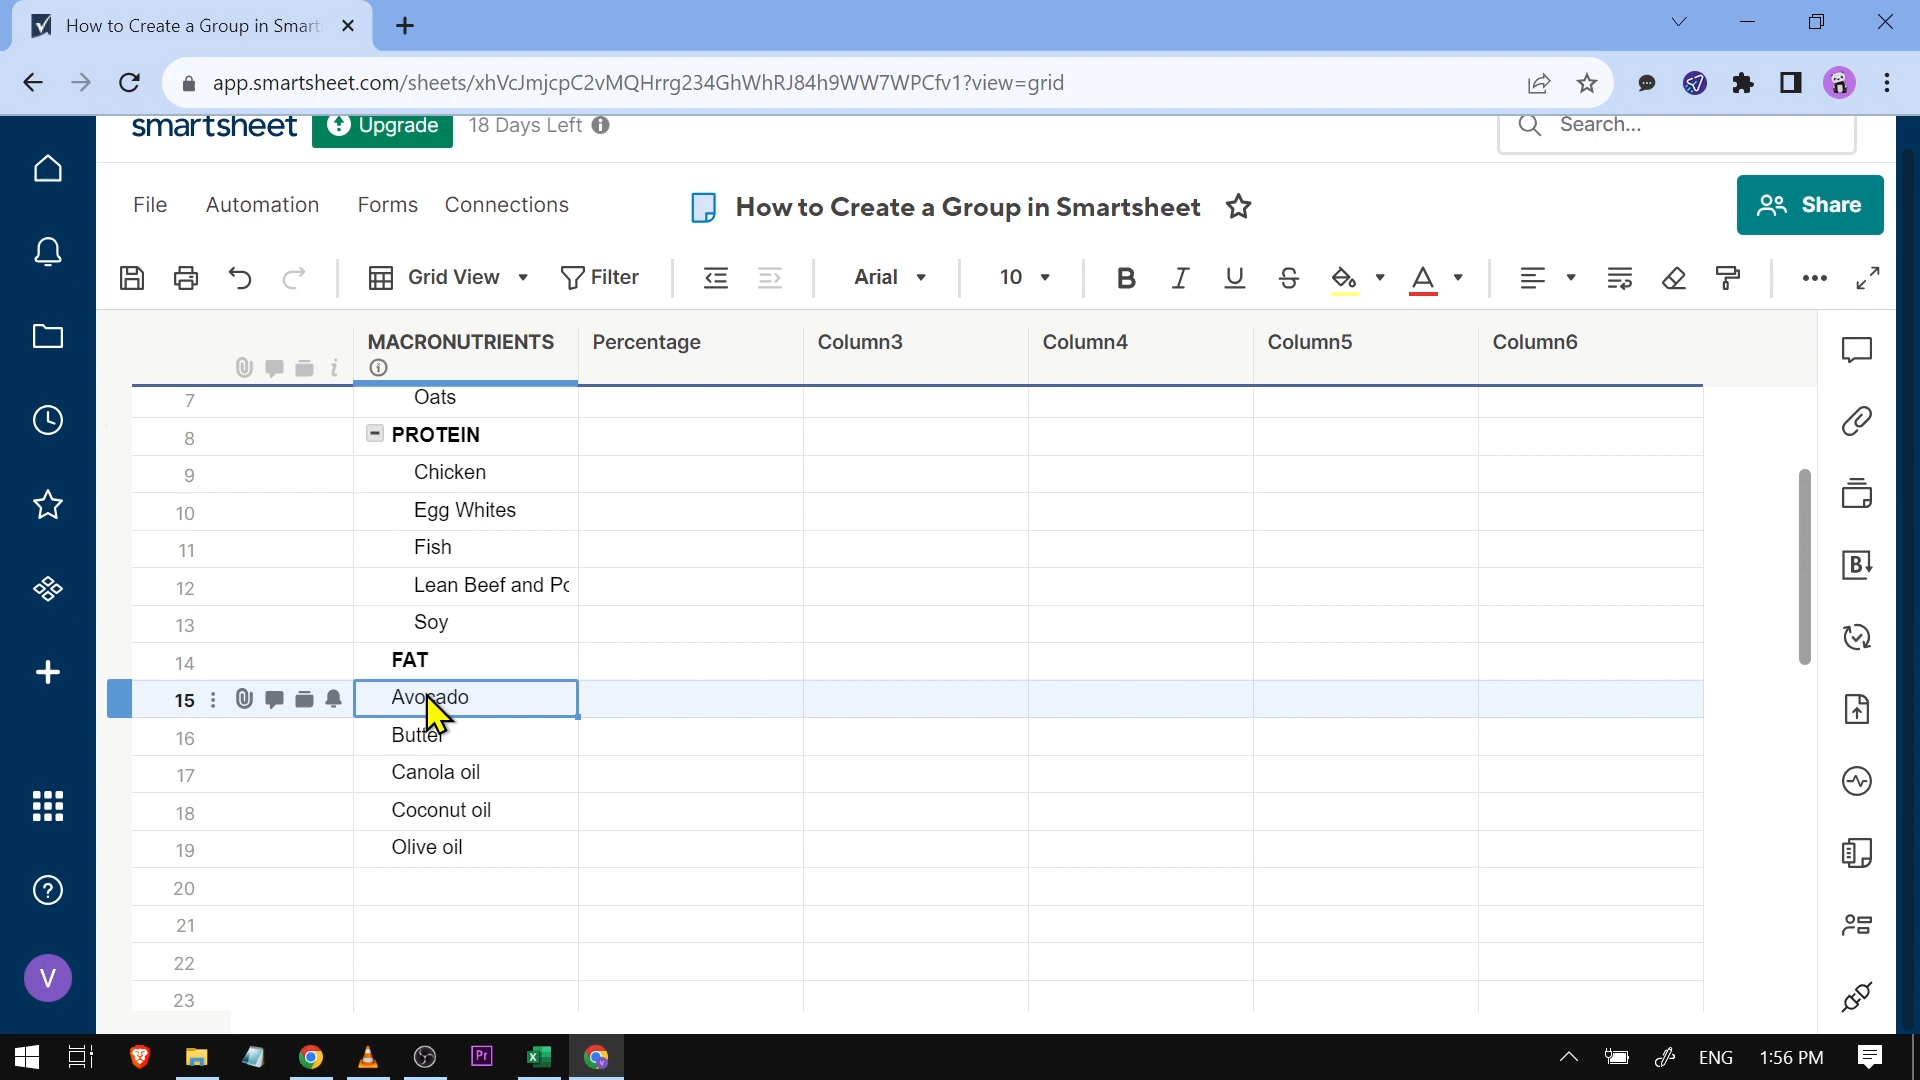 How to Create a Group in Smart
app.smartsheet.com/sheets/xhVcJmjcpC2vMQHrrg234GhWhRJ84h9WW7WPCfv1?view=grid
smartsheet Upgrade 18 Days Left Search...
File Automation Forms Connections How to Create a Group in Smartsheet Share
Grid View Filter Arial 10 B I U S A
MACRONUTRIENTS Percentage Column3 Column4 Column5 Column6
7 Oats
8 PROTEIN
9 Chicken
10 Egg Whites
11 Fish
12 Lean Beef and Po
13 Soy
14 FAT
15 Avocado
16 Butter
17 Canola oil
18 Coconut oil
19 Olive oil
20
21
22
23
V
Pr ENG 1:56 PM